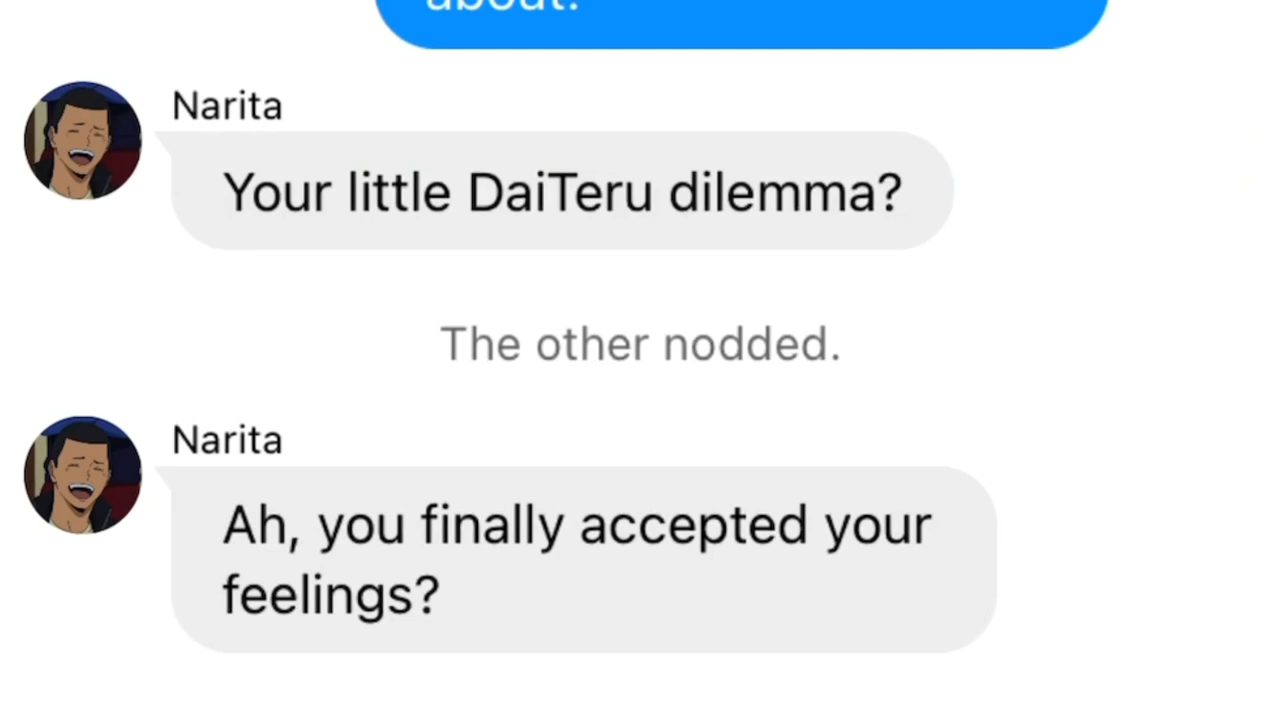 about?
Narita
Your little DaiTeru dilemma?
The other nodded.
Narita
Ah, you finally accepted your
feelings?